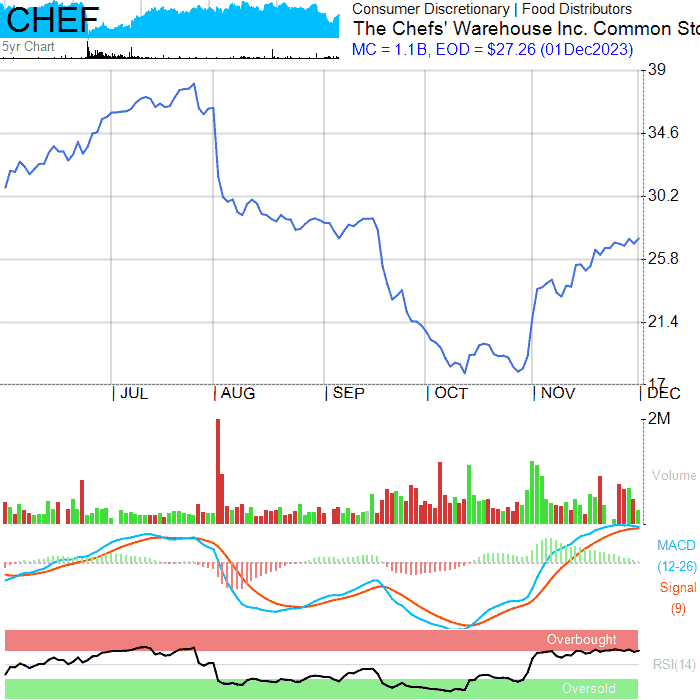 CHEF
Consumer Discretionary | Food Distributors
The Chefs' Warehouse Inc. Common Sto
MC = 1.1B, EOD = $27.26 (01Dec2023)
5yr Chart
39
34.6
30.2
25.8
21.4
17
JUL AUG SEP OCT NOV DEC
2M
Volume
MACD
(12-26)
Signal
(9)
Overbought
RSI(14)
Oversold